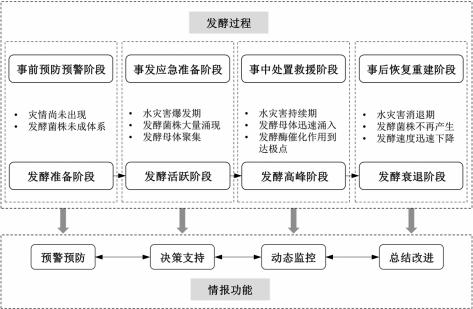 发酵过程
事前预防预警阶段
事发应急准备阶段
事中处置救援阶段
事后恢复重建阶段
• 灾情尚未出现
• 发酵菌株未成体系
• 水灾害爆发期
• 发酵菌株大量涌现
• 发酵母体聚集
• 水灾害持续期
• 发酵母体迅速涌入
• 发酵酶催化作用到
达极点
• 水灾害消退期
• 发酵菌株不再产生
• 发酵速度迅速下降
发酵准备阶段
发酵活跃阶段
发酵高峰阶段
发酵衰退阶段
预警预防
决策支持
动态监控
总结改进
情报功能